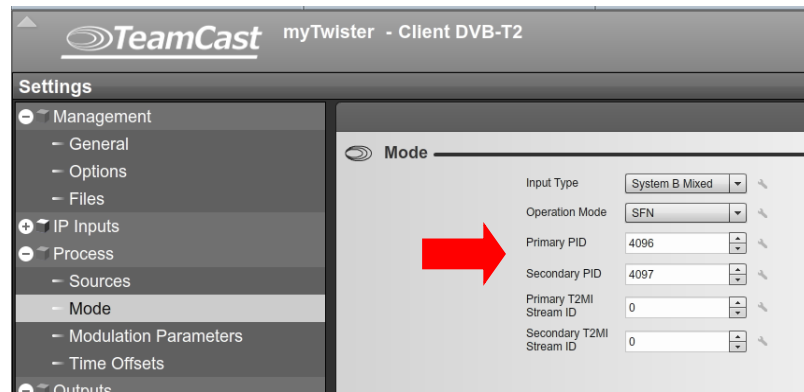 TeamCast myTwister - Client DVB-T2
Settings
Management
General
Options
Files
IP Inputs
Process
Sources
Mode
Modulation Parameters
Time Offsets
Outputs
Mode
Input Type System B Mixed
Operation Mode SFN
Primary PID 4096
Secondary PID 4097
Primary T2MI
Stream ID 0
Secondary T2MI
Stream ID 0